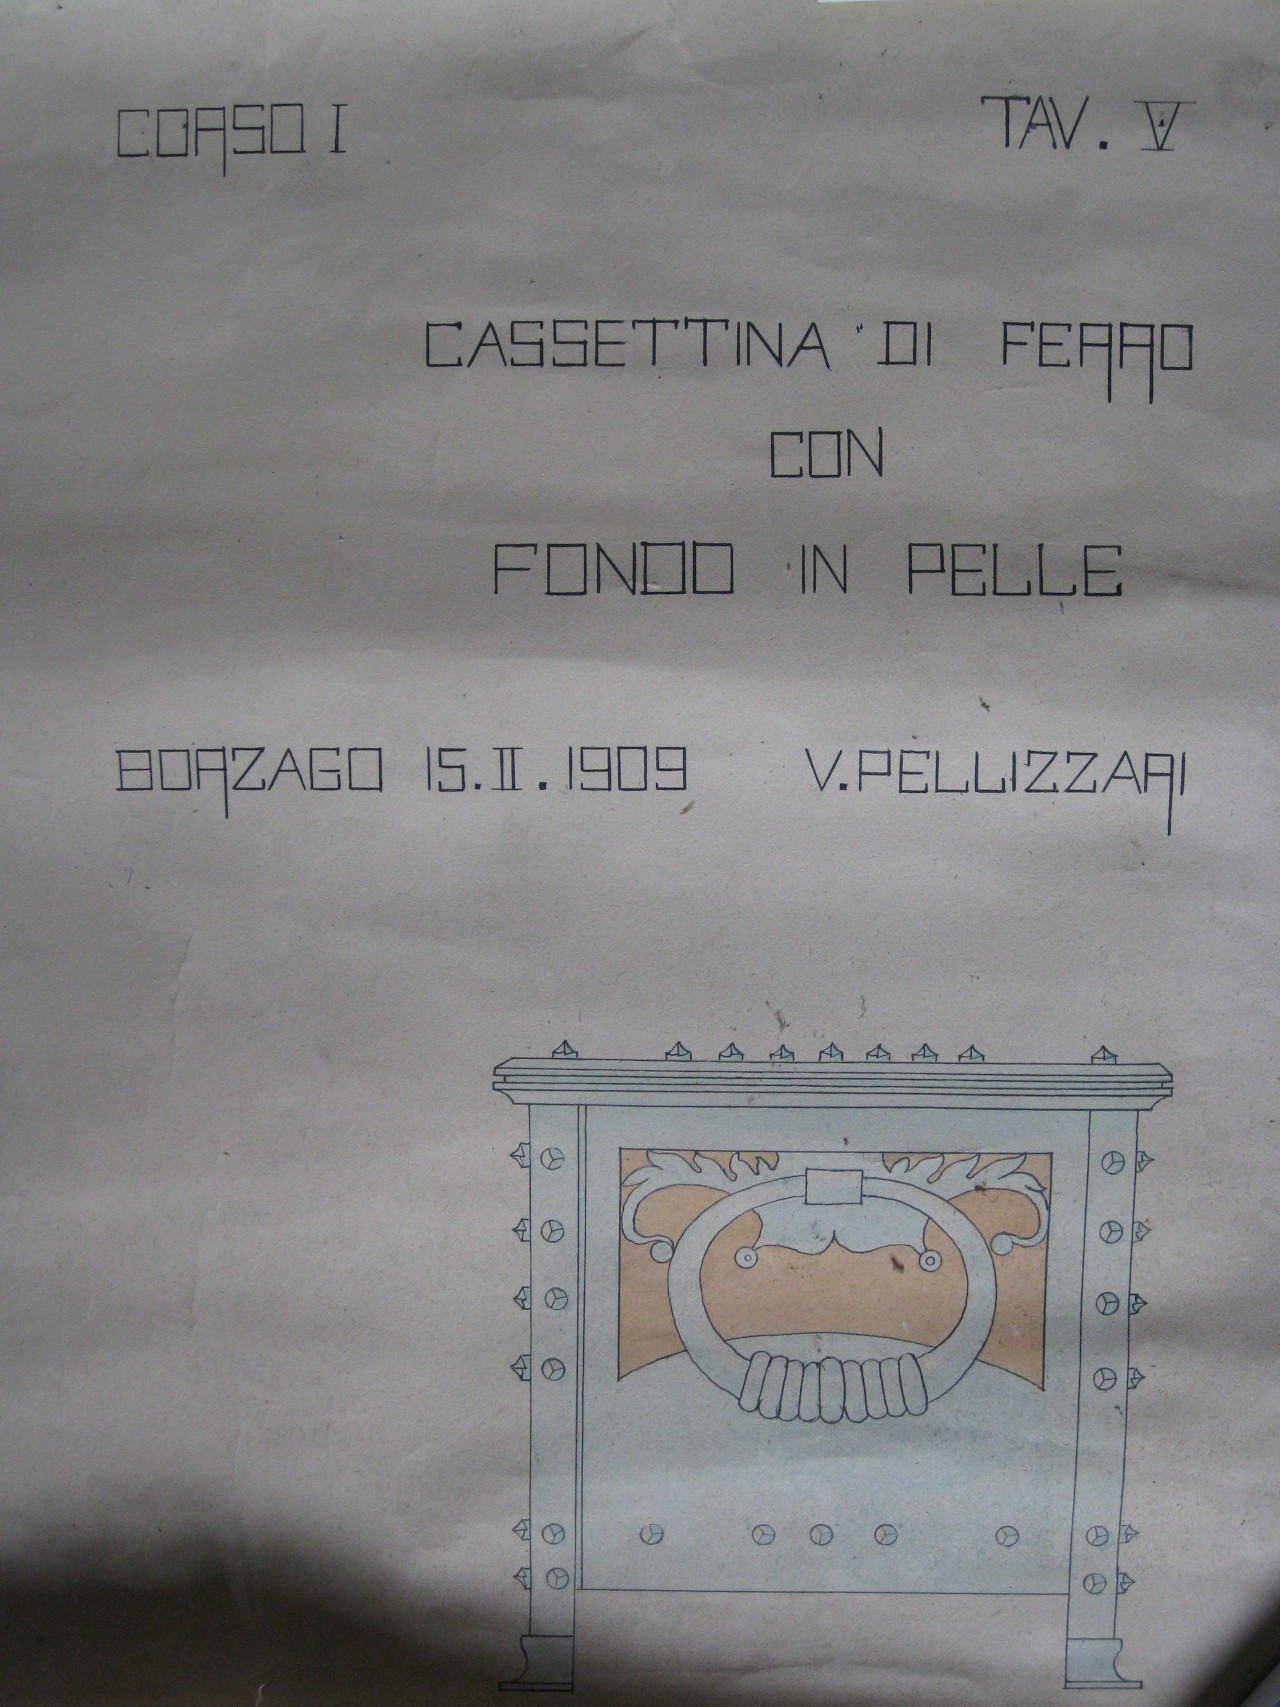 CORSO I TAV. V
CASSETTINA DI FERRO
CON
FONDO IN PELLE
BORZAGO 15.II.1909 V.PELLIZZARI